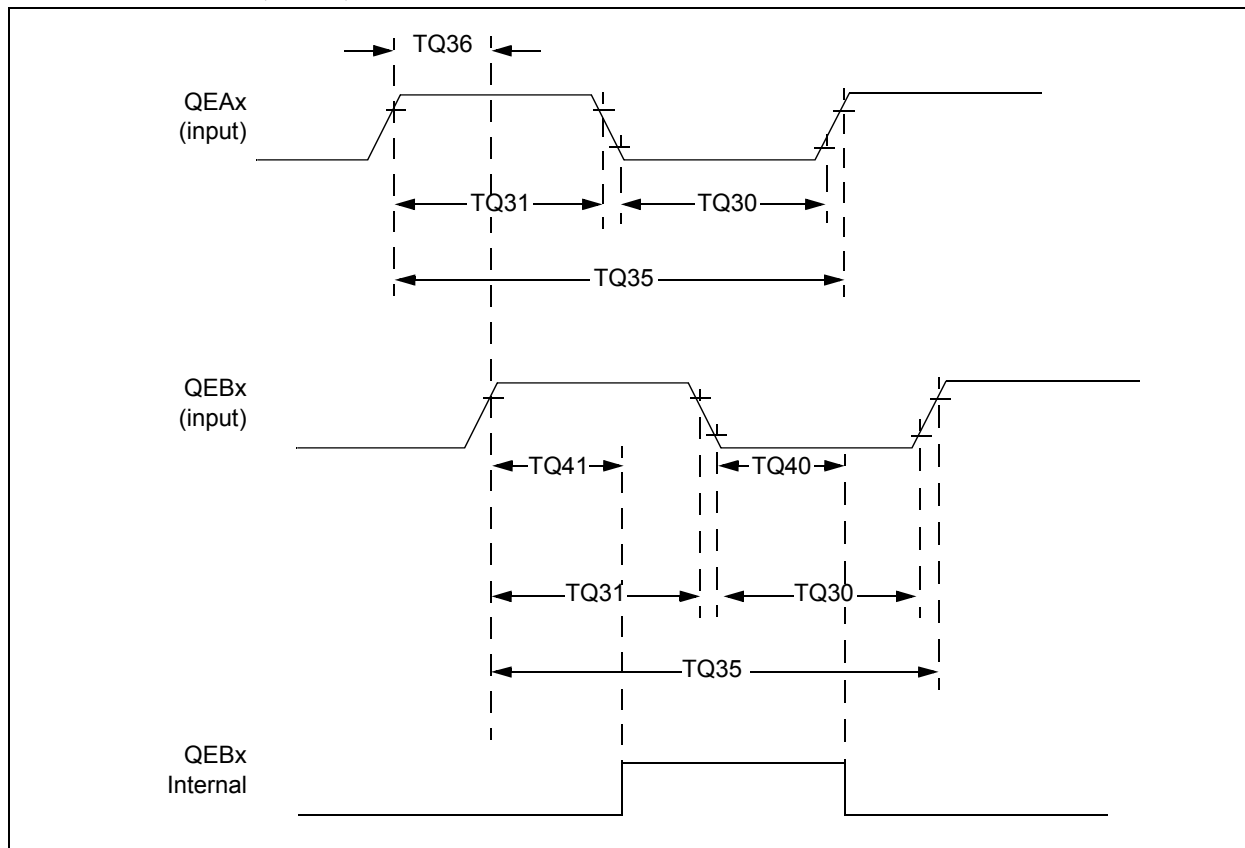 TQ36
QEAx
(input)
TQ31
TQ30
TQ35
QEBx
(input)
TQ41
TQ40
TQ31
TQ30
TQ35
QEBx
Internal